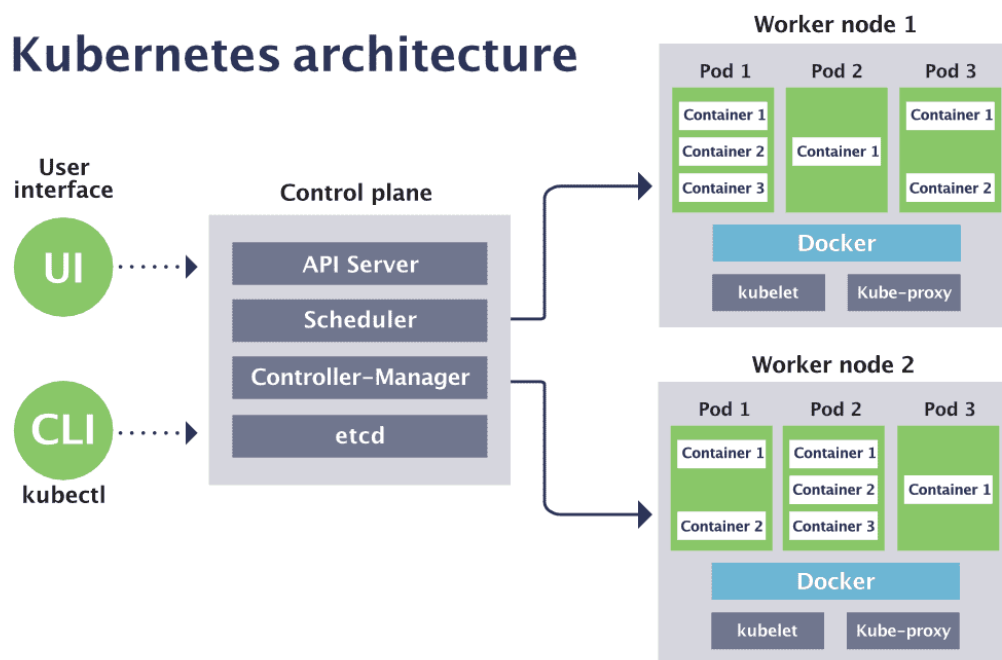 Kubernetes architecture
User
interface
UI
CLI
kubectl
Control plane
API Server
Scheduler
Controller-Manager
etcd
Worker node 1
Pod 1
Container 1
Container 2
Container 3
Pod 2
Container 1
Pod 3
Container 1
Container 2
Docker
kubelet
Kube-proxy
Worker node 2
Pod 1
Container 1
Container 2
Pod 2
Container 1
Container 2
Container 3
Pod 3
Container 1
Docker
kubelet
Kube-proxy